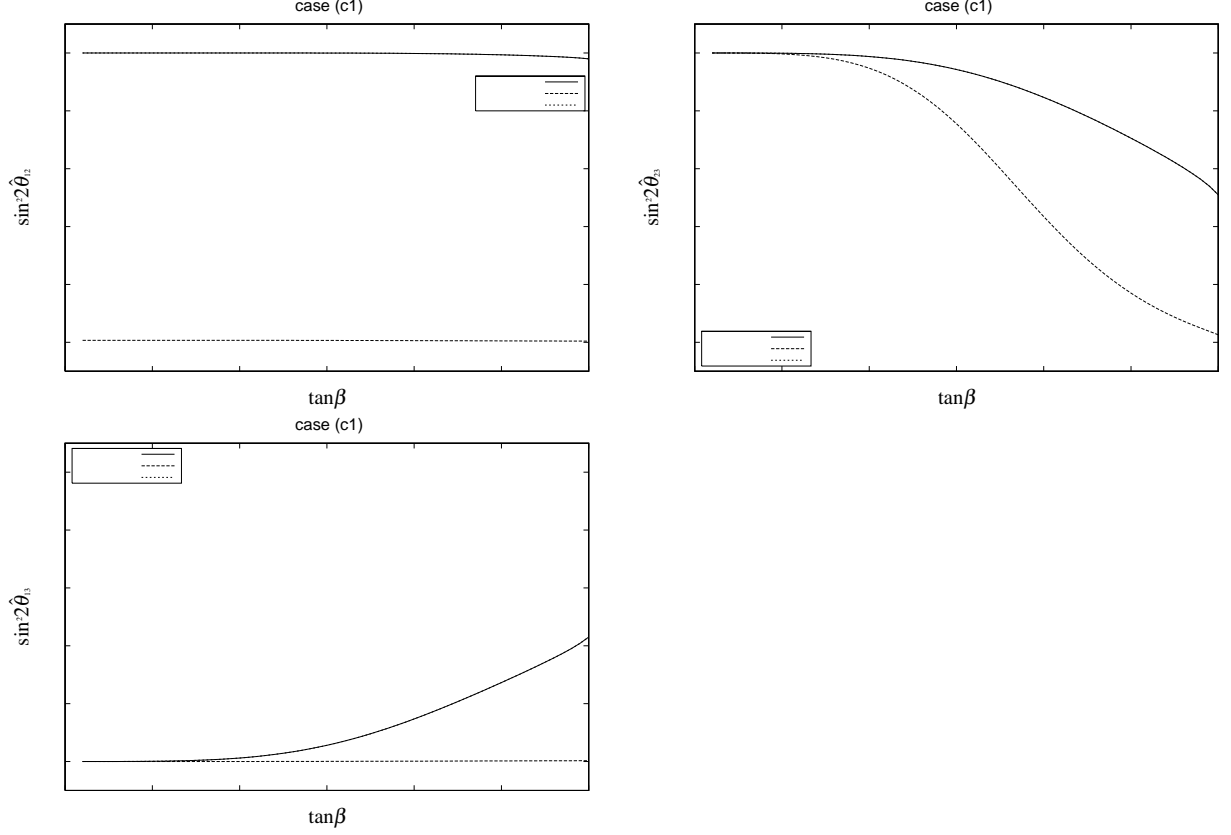 case (c1)
sin²2θ̂₁₂
tanβ
case (c1)
sin²2θ̂₂₃
tanβ
case (c1)
sin²2θ̂₁₃
tanβ